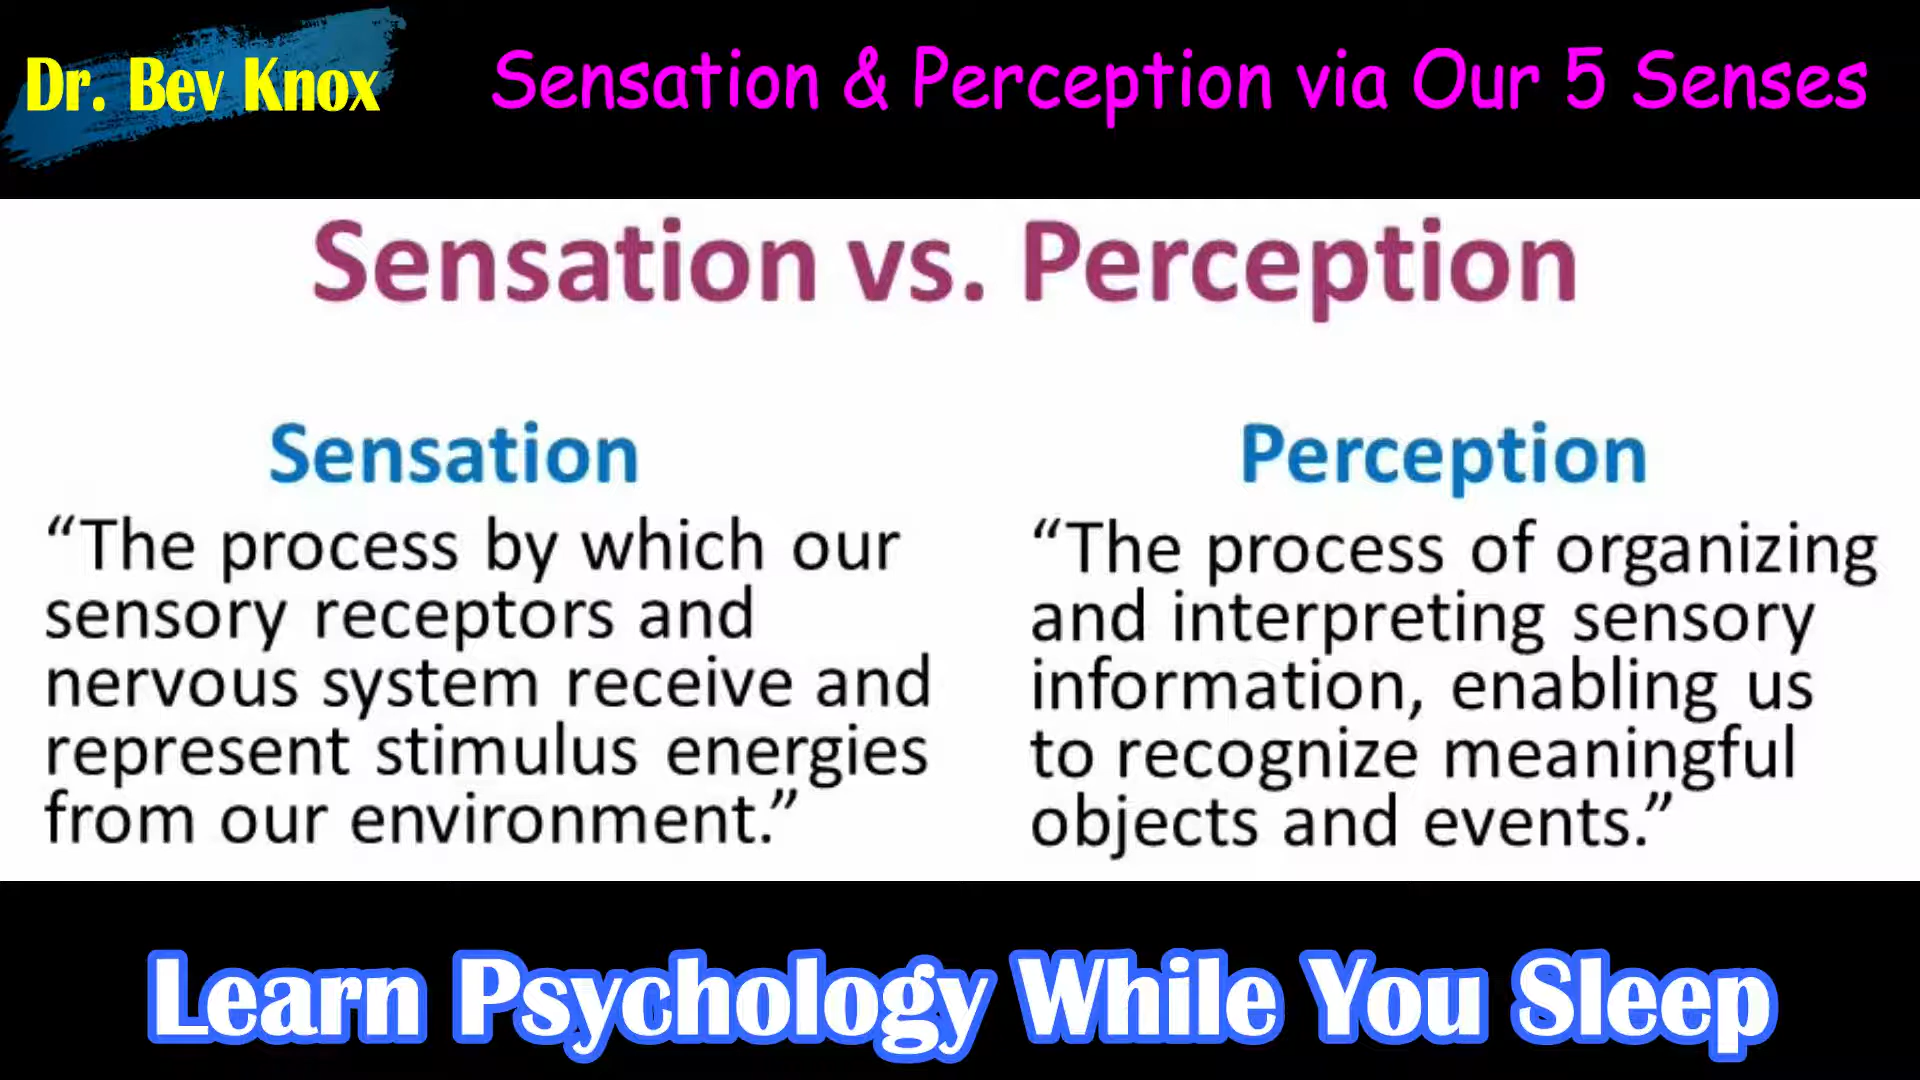 Dr. Bev Knox
Sensation & Perception via Our 5 Senses
Sensation vs. Perception
Sensation
“The process by which our
sensory receptors and
nervous system receive and
represent stimulus energies
from our environment.”
Perception
“The process of organizing
and interpreting sensory
information, enabling us
to recognize meaningful
objects and events.”
Learn Psychology While You Sleep